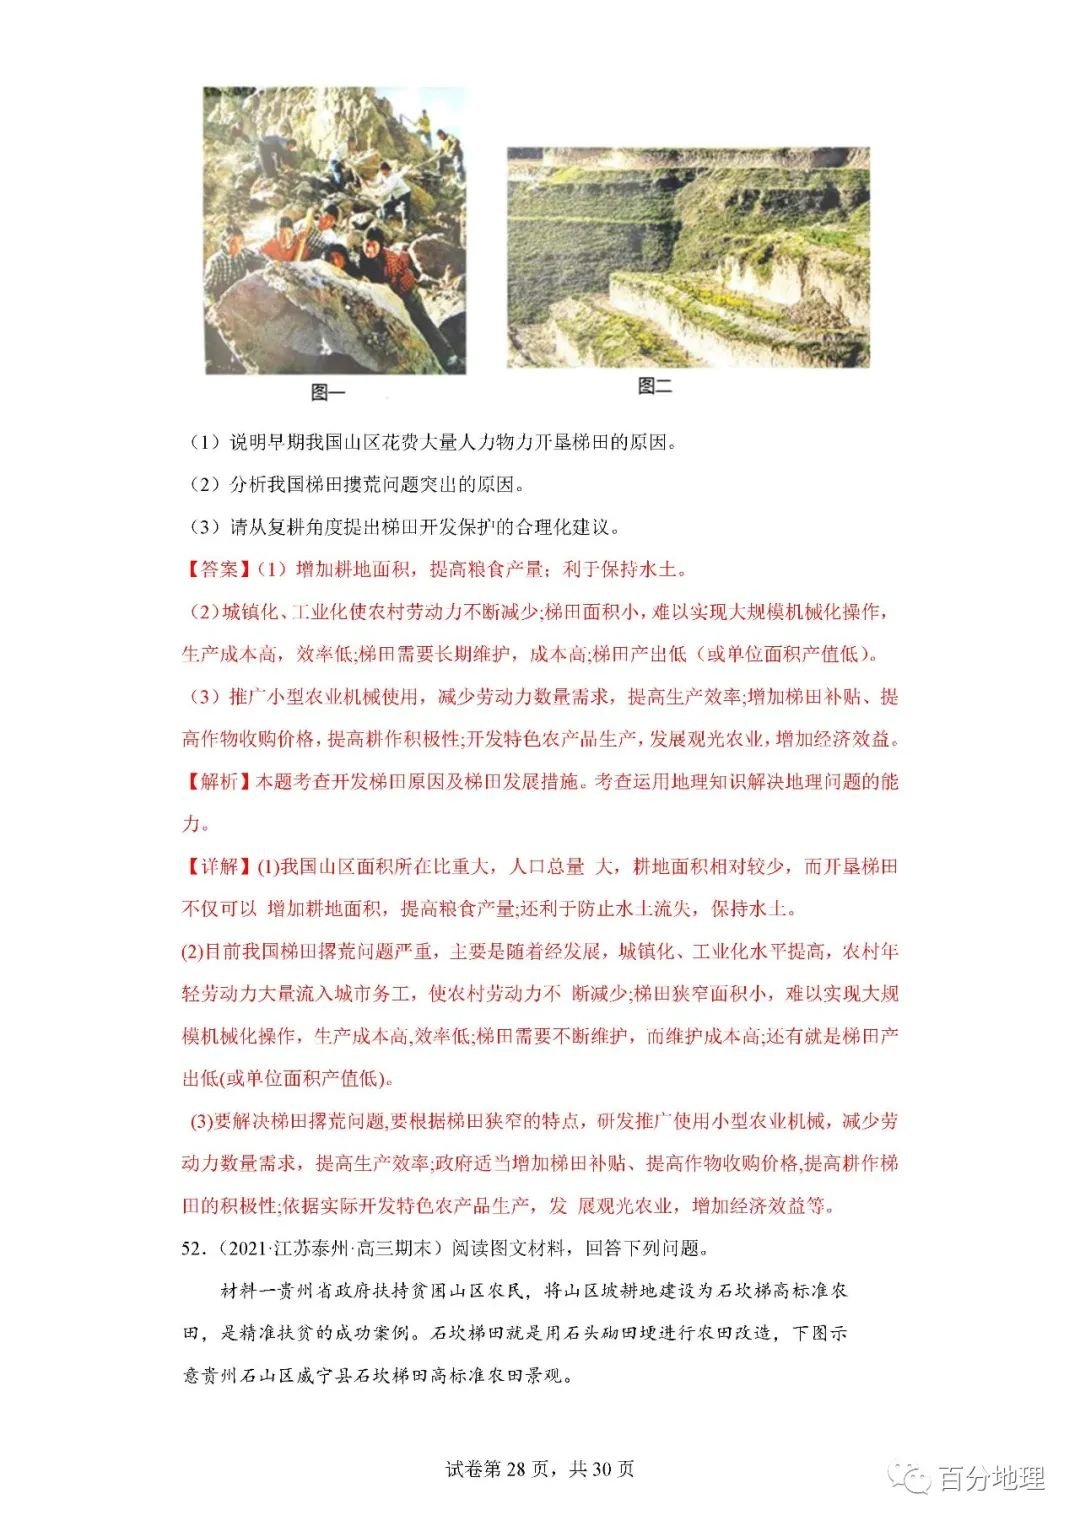 图一
图二
（1）说明早期我国山区花费大量人力物力开垦梯田的原因。
（2）分析我国梯田撂荒问题突出的原因。
（3）请从复耕角度提出梯田开发保护的合理化建议。
【答案】（1）增加耕地面积，提高粮食产量；利于保持水土。
（2）城镇化、工业化使农村劳动力不断减少;梯田面积小，难以实现大规模机械化操作，
生产成本高，效率低;梯田需要长期维护，成本高;梯田产出低（或单位面积产值低）。
（3）推广小型农业机械使用，减少劳动力数量需求，提高生产效率;增加梯田补贴、提
高作物收购价格，提高耕作积极性;开发特色农产品生产，发展观光农业，增加经济效益。
【解析】本题考查开发梯田原因及梯田发展措施。考查运用地理知识解决地理问题的能
力。
【详解】(1)我国山区面积所在比重大，人口总量 大，耕地面积相对较少，而开垦梯田
不仅可以 增加耕地面积，提高粮食产量;还利于防止水土流失，保持水土。
(2)目前我国梯田撂荒问题严重，主要是随着经发展，城镇化、工业化水平提高，农村年
轻劳动力大量流入城市务工，使农村劳动力不 断减少;梯田狭窄面积小，难以实现大规
模机械化操作，生产成本高,效率低;梯田需要不断维护，而维护成本高;还有就是梯田产
出低(或单位面积产值低)。
(3)要解决梯田撂荒问题,要根据梯田狭窄的特点，研发推广使用小型农业机械，减少劳
动力数量需求，提高生产效率;政府适当增加梯田补贴、提高作物收购价格,提高耕作梯
田的积极性;依据实际开发特色农产品生产，发 展观光农业，增加经济效益等。
52．（2021·江苏泰州·高三期末）阅读图文材料，回答下列问题。
材料一贵州省政府扶持贫困山区农民，将山区坡耕地建设为石坎梯高标准农
田，是精准扶贫的成功案例。石坎梯田就是用石头砌田埂进行农田改造，下图示
意贵州石山区威宁县石坎梯田高标准农田景观。
试卷第 28 页，共 30 页
百分地理